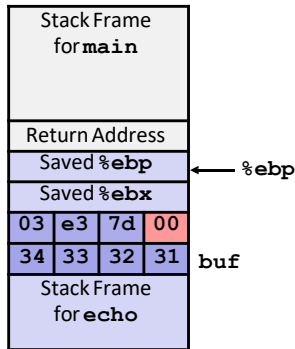 Stack Frame
for main
Return Address
Saved %ebp
%ebp
Saved %ebx
03 e3 7d 00
34 33 32 31 buf
Stack Frame
for echo